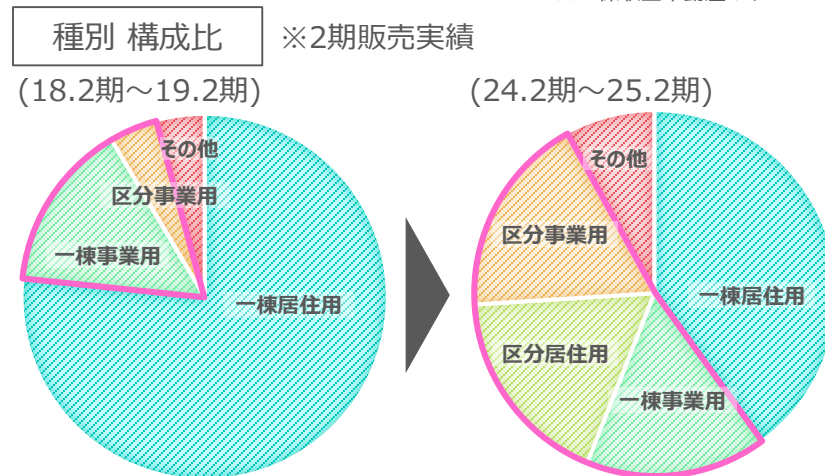 種別 構成比
※2期販売実績
(18.2期～19.2期)
(24.2期～25.2期)
その他
区分事業用
一棟事業用
一棟居住用
その他
区分事業用
一棟居住用
区分居住用
一棟事業用